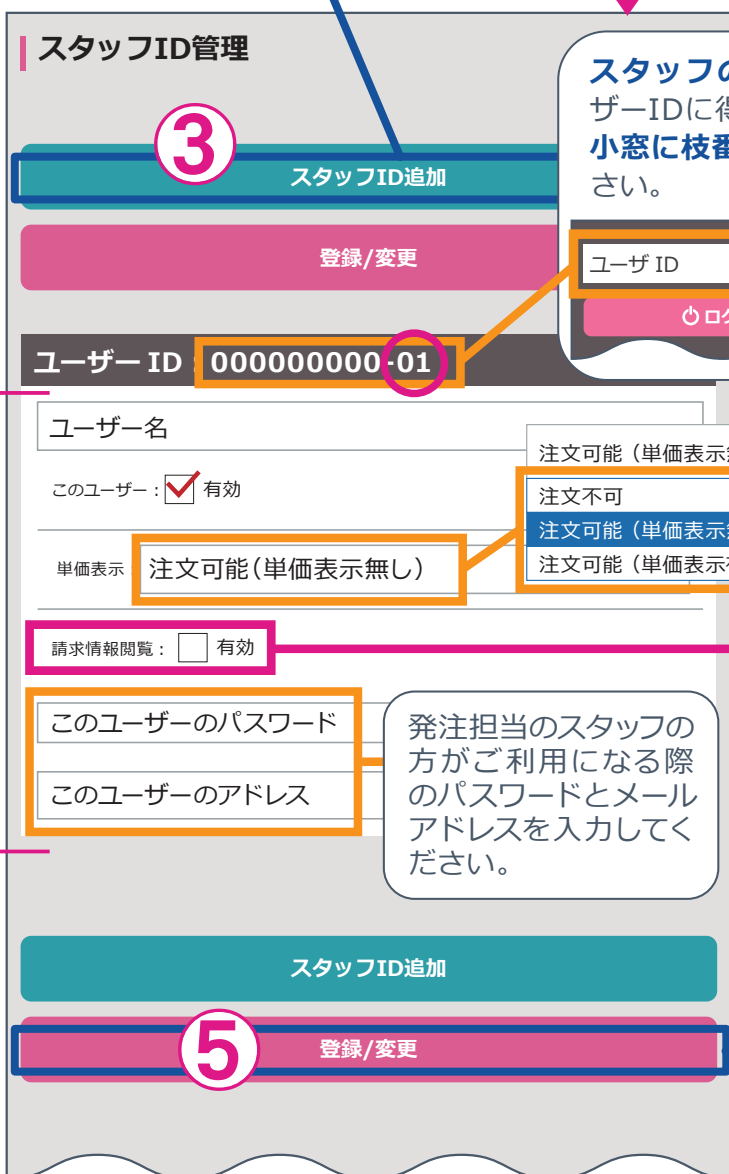 スタッフID管理
スタッフの
ザーIDに得
小窓に枝番
さい。
③
スタッフID追加
登録/変更
ユーザ ID
ログ
ユーザー ID : 000000000-01
ユーザー名
注文可能（単価表示無
このユーザー : 有効
注文不可
注文可能（単価表示無
注文可能（単価表示有
単価表示 : 注文可能（単価表示無し）
請求情報閲覧 : 有効
このユーザーのパスワード
このユーザーのアドレス
発注担当のスタッフの
方がご利用になる際
のパスワードとメール
アドレスを入力してく
ださい。
スタッフID追加
⑤
登録/変更